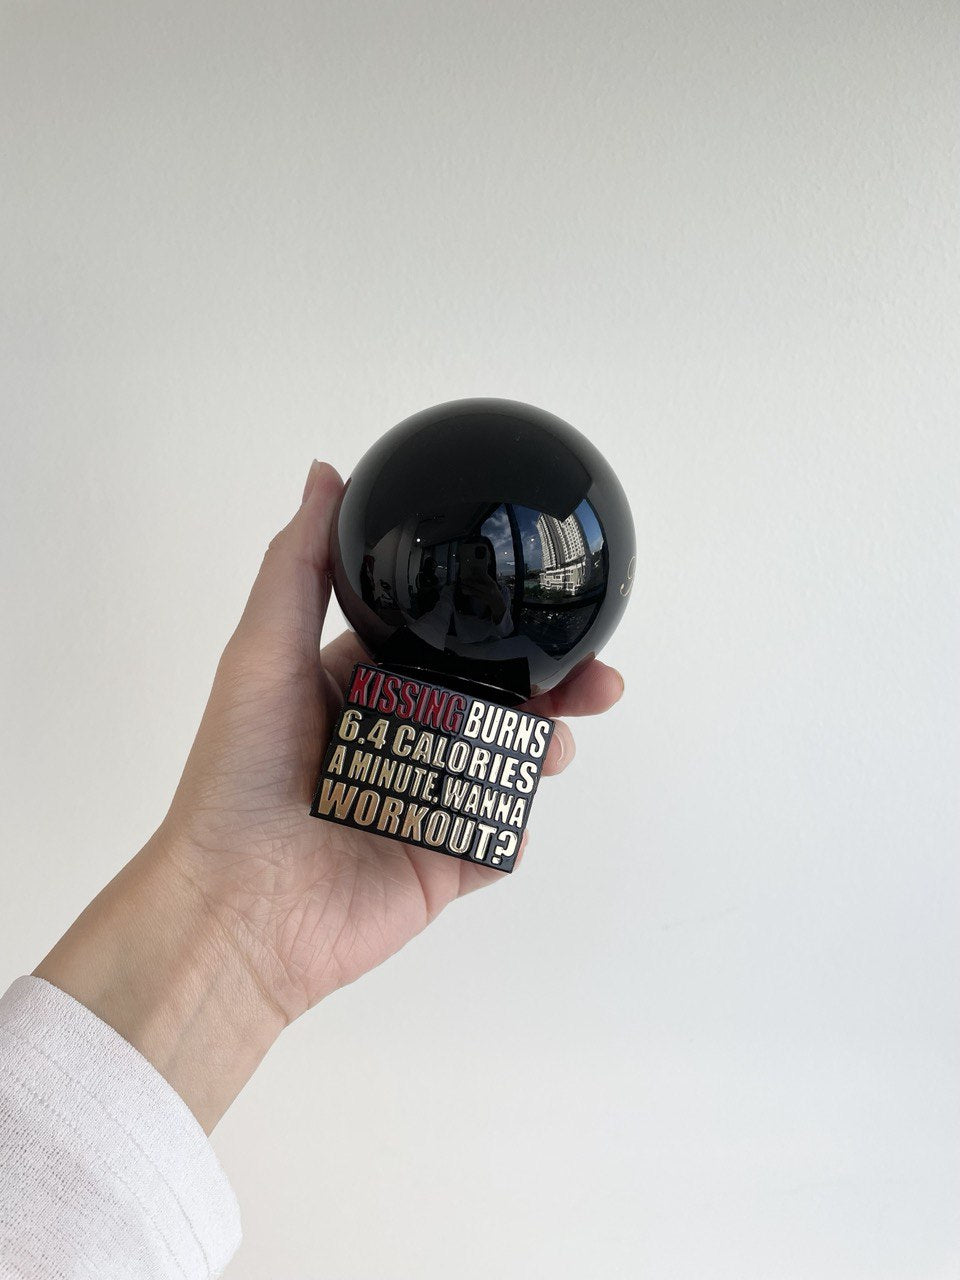 KISSING BURNS
6.4 CALORIES
A MINUTE. WANNA
WORKOUT?